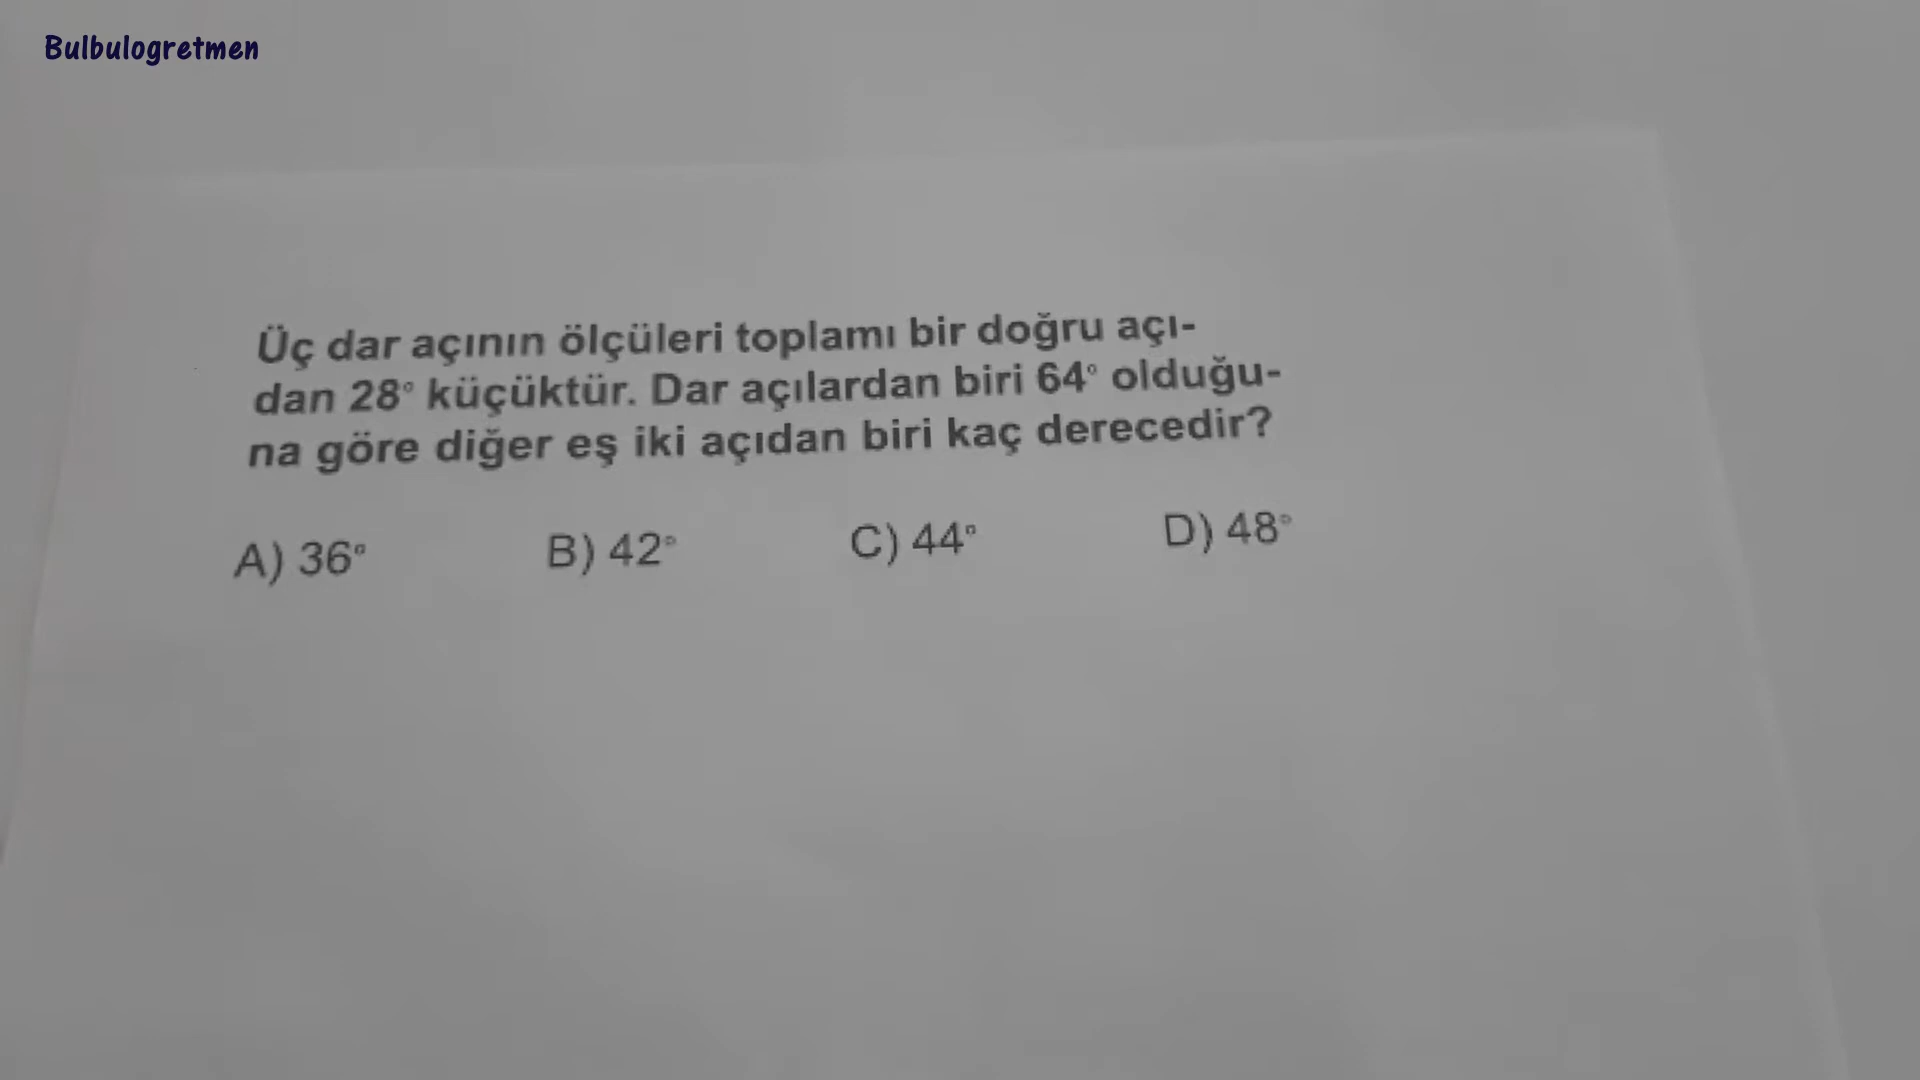 Bulbulogretmen
Üç dar açının ölçüleri toplamı bir doğru açı-
dan 28° küçüktür. Dar açılardan biri 64° olduğu-
na göre diğer eş iki açıdan biri kaç derecedir?
A) 36° B) 42° C) 44° D) 48°